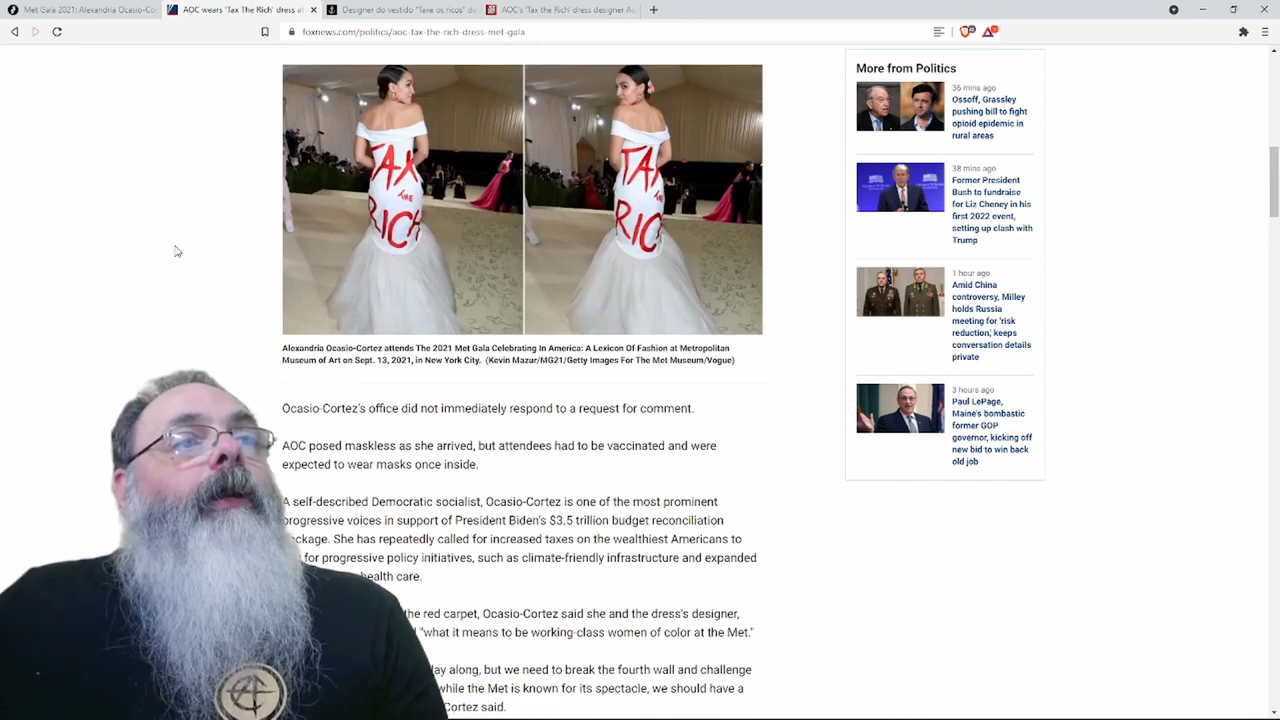 Met Gala 2021: Alexandria Ocasio-Cor
AOC wears 'Tax The Rich' dress at
Designer do vestido "Taxe os ricos" de
AOC's 'Tax the Rich' dress designer Au
foxnews.com/politics/aoc-tax-the-rich-dress-met-gala
TAX
THE
RICH
TAX
THE
RIC
Alexandria Ocasio-Cortez attends The 2021 Met Gala Celebrating In America: A Lexicon Of Fashion at Metropolitan
Museum of Art on Sept. 13, 2021, in New York City. (Kevin Mazur/MG21/Getty Images For The Met Museum/Vogue)
Ocasio-Cortez's office did not immediately respond to a request for comment.
AOC posed maskless as she arrived, but attendees had to be vaccinated and were
expected to wear masks once inside.
A self-described Democratic socialist, Ocasio-Cortez is one of the most prominent
progressive voices in support of President Biden's $3.5 trillion budget reconciliation
ckage. She has repeatedly called for increased taxes on the wealthiest Americans to
for progressive policy initiatives, such as climate-friendly infrastructure and expanded
health care.
the red carpet, Ocasio-Cortez said she and the dress's designer,
"what it means to be working-class women of color at the Met."
lay along, but we need to break the fourth wall and challenge
while the Met is known for its spectacle, we should have a
Cortez said.
More from Politics
36 mins ago
Ossoff, Grassley
pushing bill to fight
opioid epidemic in
rural areas
38 mins ago
Former President
Bush to fundraise
for Liz Cheney in his
first 2022 event,
setting up clash with
Trump
1 hour ago
Amid China
controversy, Milley
holds Russia
meeting for 'risk
reduction,' keeps
conversation details
private
3 hours ago
Paul LePage,
Maine's bombastic
former GOP
governor, kicking off
new bid to win back
old job